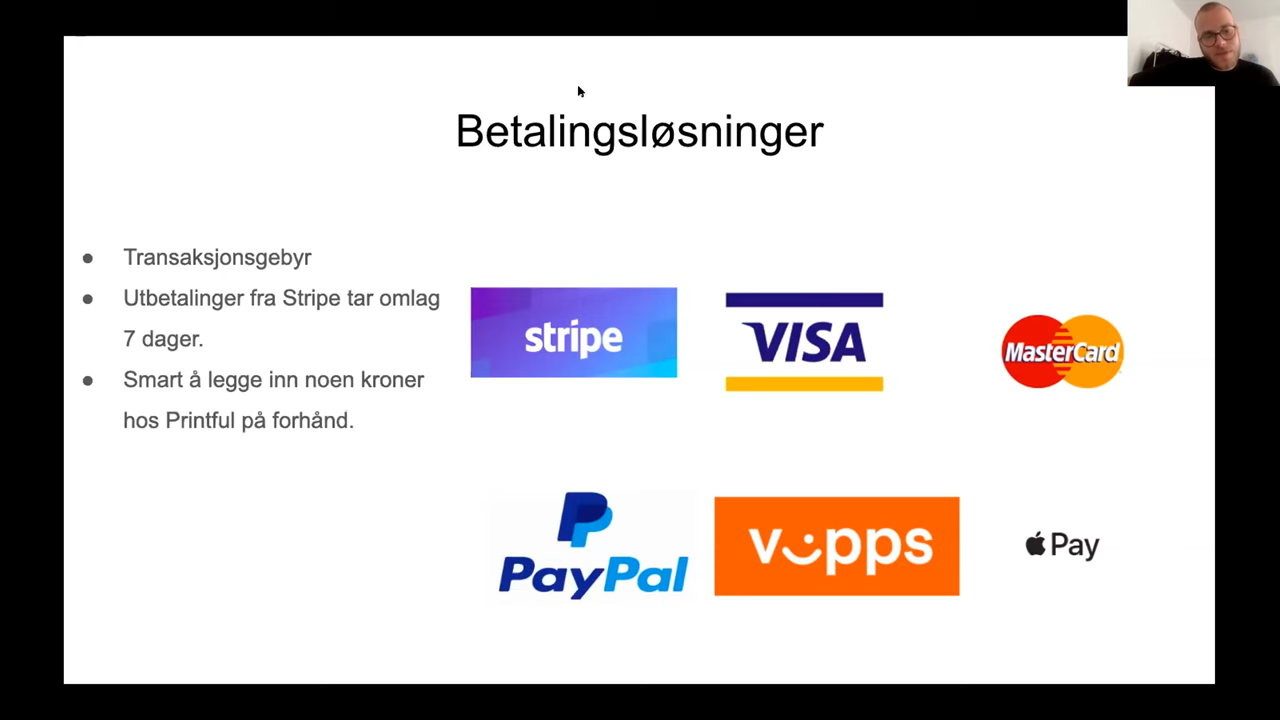 Betalingsløsninger
● Transaksjonsgebyr
● Utbetalinger fra Stripe tar omlag
7 dager.
● Smart å legge inn noen kroner
hos Printful på forhånd.
stripe
VISA
MasterCard
PayPal
vipps
Pay